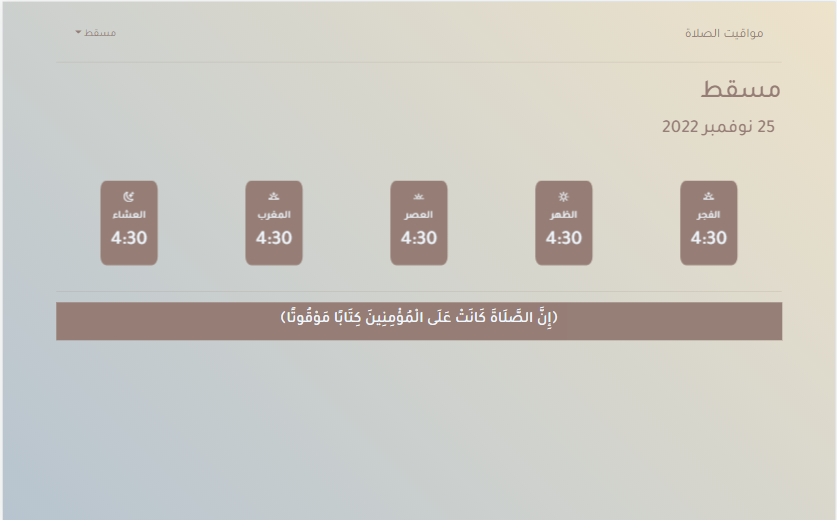 مواقيت الصلاة
مسقط
مسقط
25 نوفمبر 2022
الفجر
4:30
الظهر
4:30
العصر
4:30
المغرب
4:30
العشاء
4:30
(إِنَّ الصَّلَاةَ كَانَتْ عَلَى الْمُؤْمِنِينَ كِتَابًا مَوْقُوتًا)